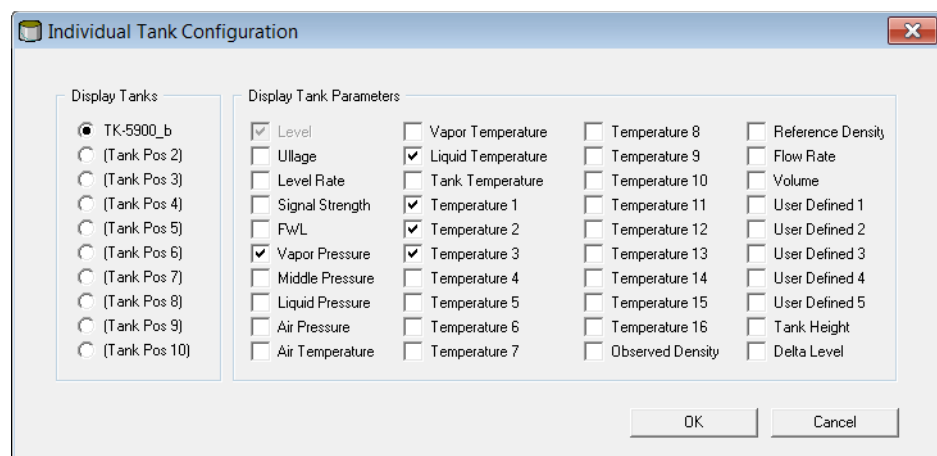 Individual Tank Configuration
Display Tanks
TK-5900_b
(Tank Pos 2)
(Tank Pos 3)
(Tank Pos 4)
(Tank Pos 5)
(Tank Pos 6)
(Tank Pos 7)
(Tank Pos 8)
(Tank Pos 9)
(Tank Pos 10)
Display Tank Parameters
Level
Ullage
Level Rate
Signal Strength
FWL
Vapor Pressure
Middle Pressure
Liquid Pressure
Air Pressure
Air Temperature
Vapor Temperature
Liquid Temperature
Tank Temperature
Temperature 1
Temperature 2
Temperature 3
Temperature 4
Temperature 5
Temperature 6
Temperature 7
Temperature 8
Temperature 9
Temperature 10
Temperature 11
Temperature 12
Temperature 13
Temperature 14
Temperature 15
Temperature 16
Observed Density
Reference Density
Flow Rate
Volume
User Defined 1
User Defined 2
User Defined 3
User Defined 4
User Defined 5
Tank Height
Delta Level
OK
Cancel